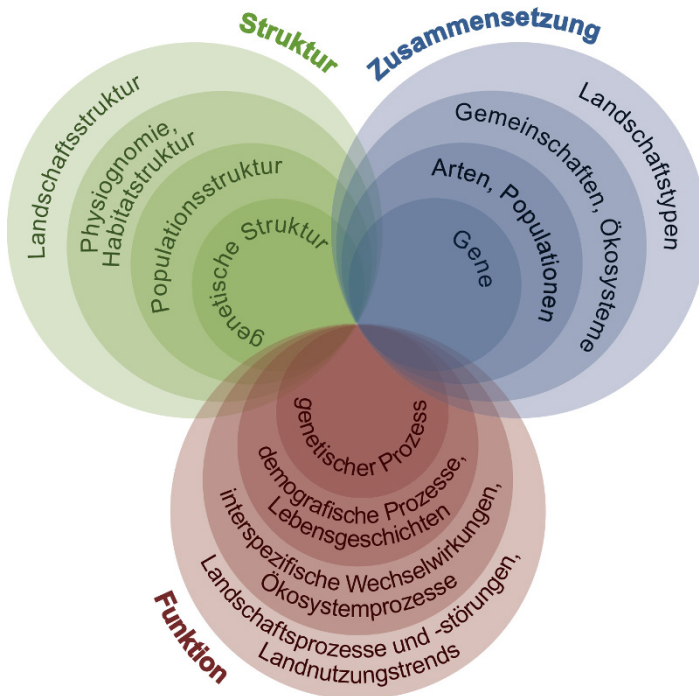 Struktur
Landschaftsstruktur
Physiognomie,
Habitatstruktur
Populationsstruktur
genetische Struktur
Zusammensetzung
Landschaftstypen
Gemeinschaften, Ökosysteme
Arten, Populationen
Gene
genetischer Prozess
demografische Prozesse,
Lebensgeschichten
interspezifische Wechselwirkungen,
Ökosystemprozesse
Landschaftsprozesse und -störungen,
Landnutzungstrends
Funktion